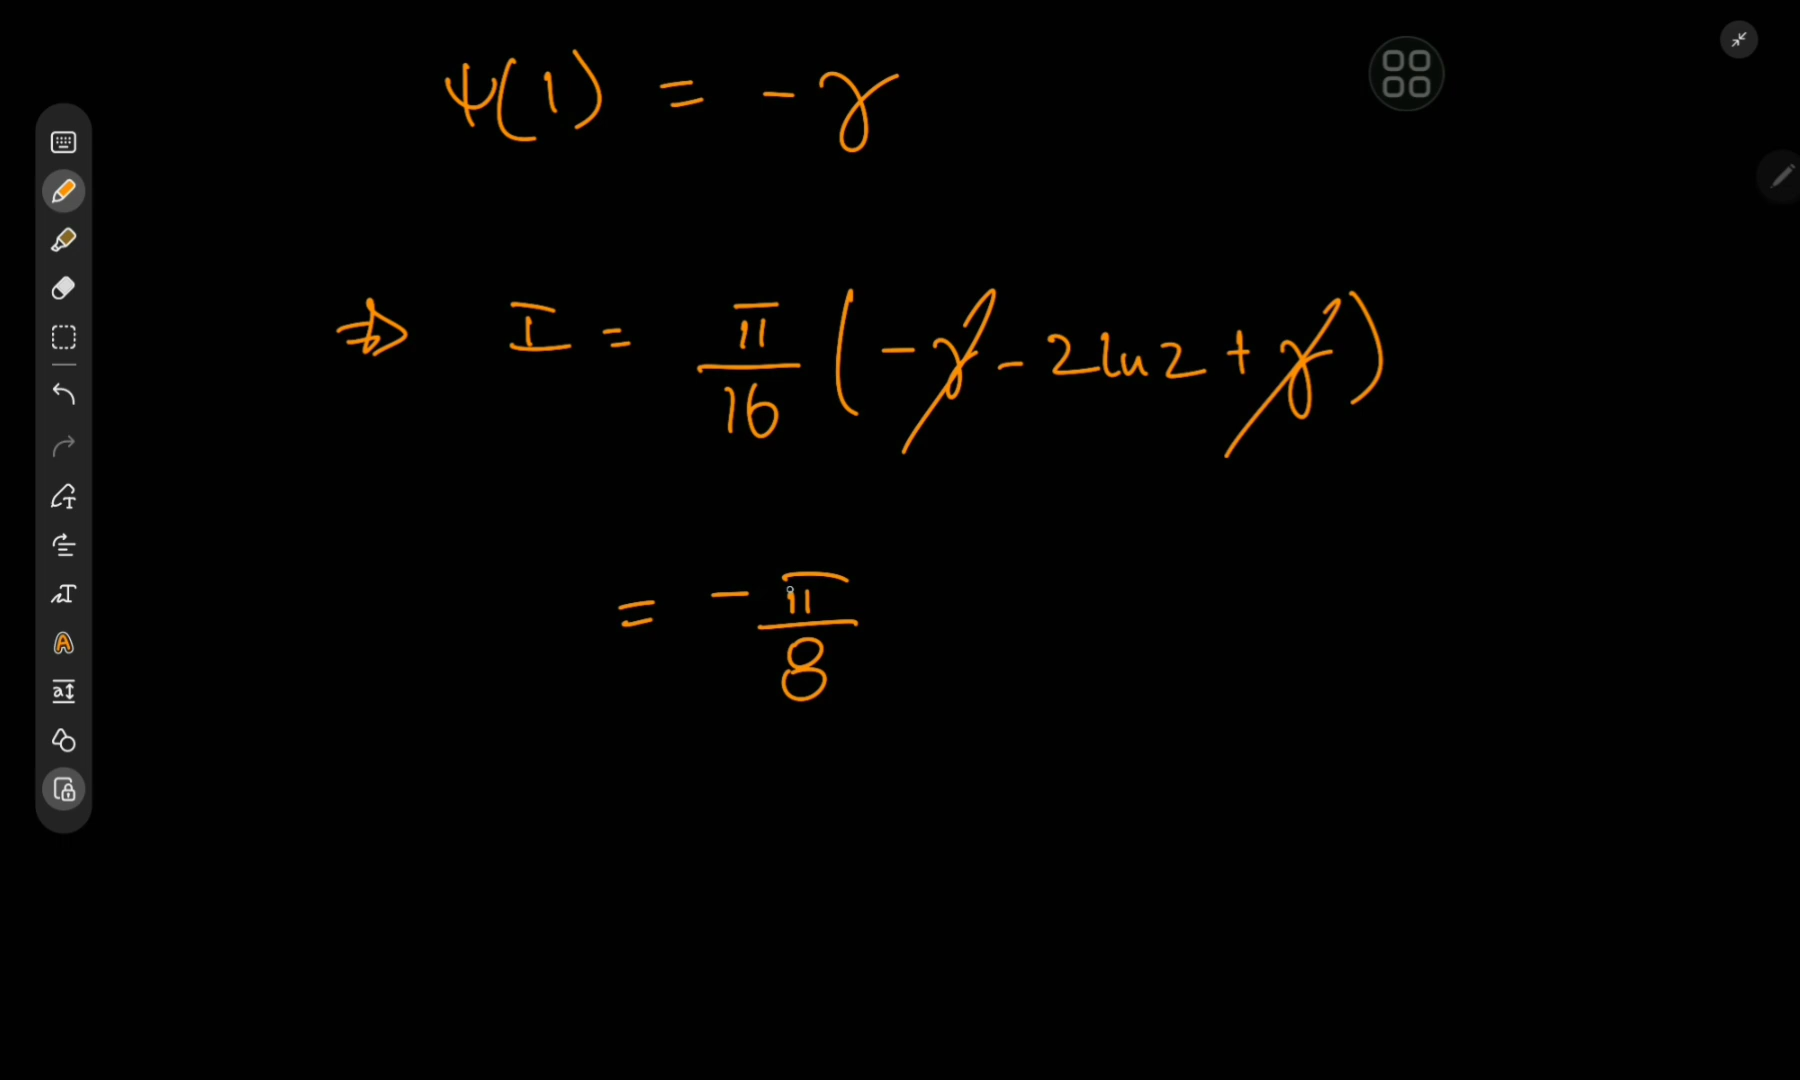 ψ(1) = -γ
⇒ I = π/16 (-γ - 2ln2 + γ)
= -π/8